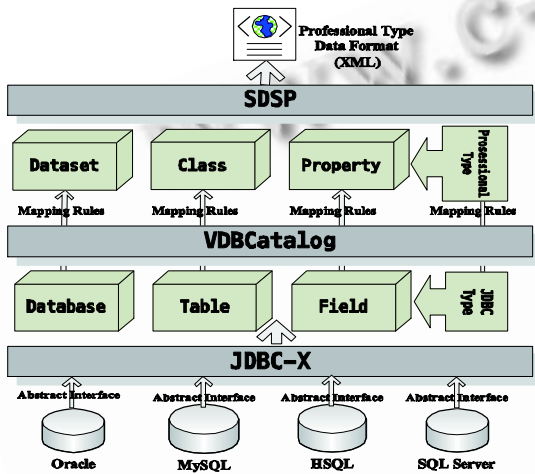 Professional Type
Data Format
(XML)
SDSP
Dataset
Class
Property
Prosessional
Type
Mapping Rules
Mapping Rules
Mapping Rules
Mapping Rules
VDBCatalog
Database
Table
Field
JDBC
Type
JDBC-X
Abstract Interface
Abstract Interface
Abstract Interface
Abstract Interface
Oracle
MySQL
HSQL
SQL Server